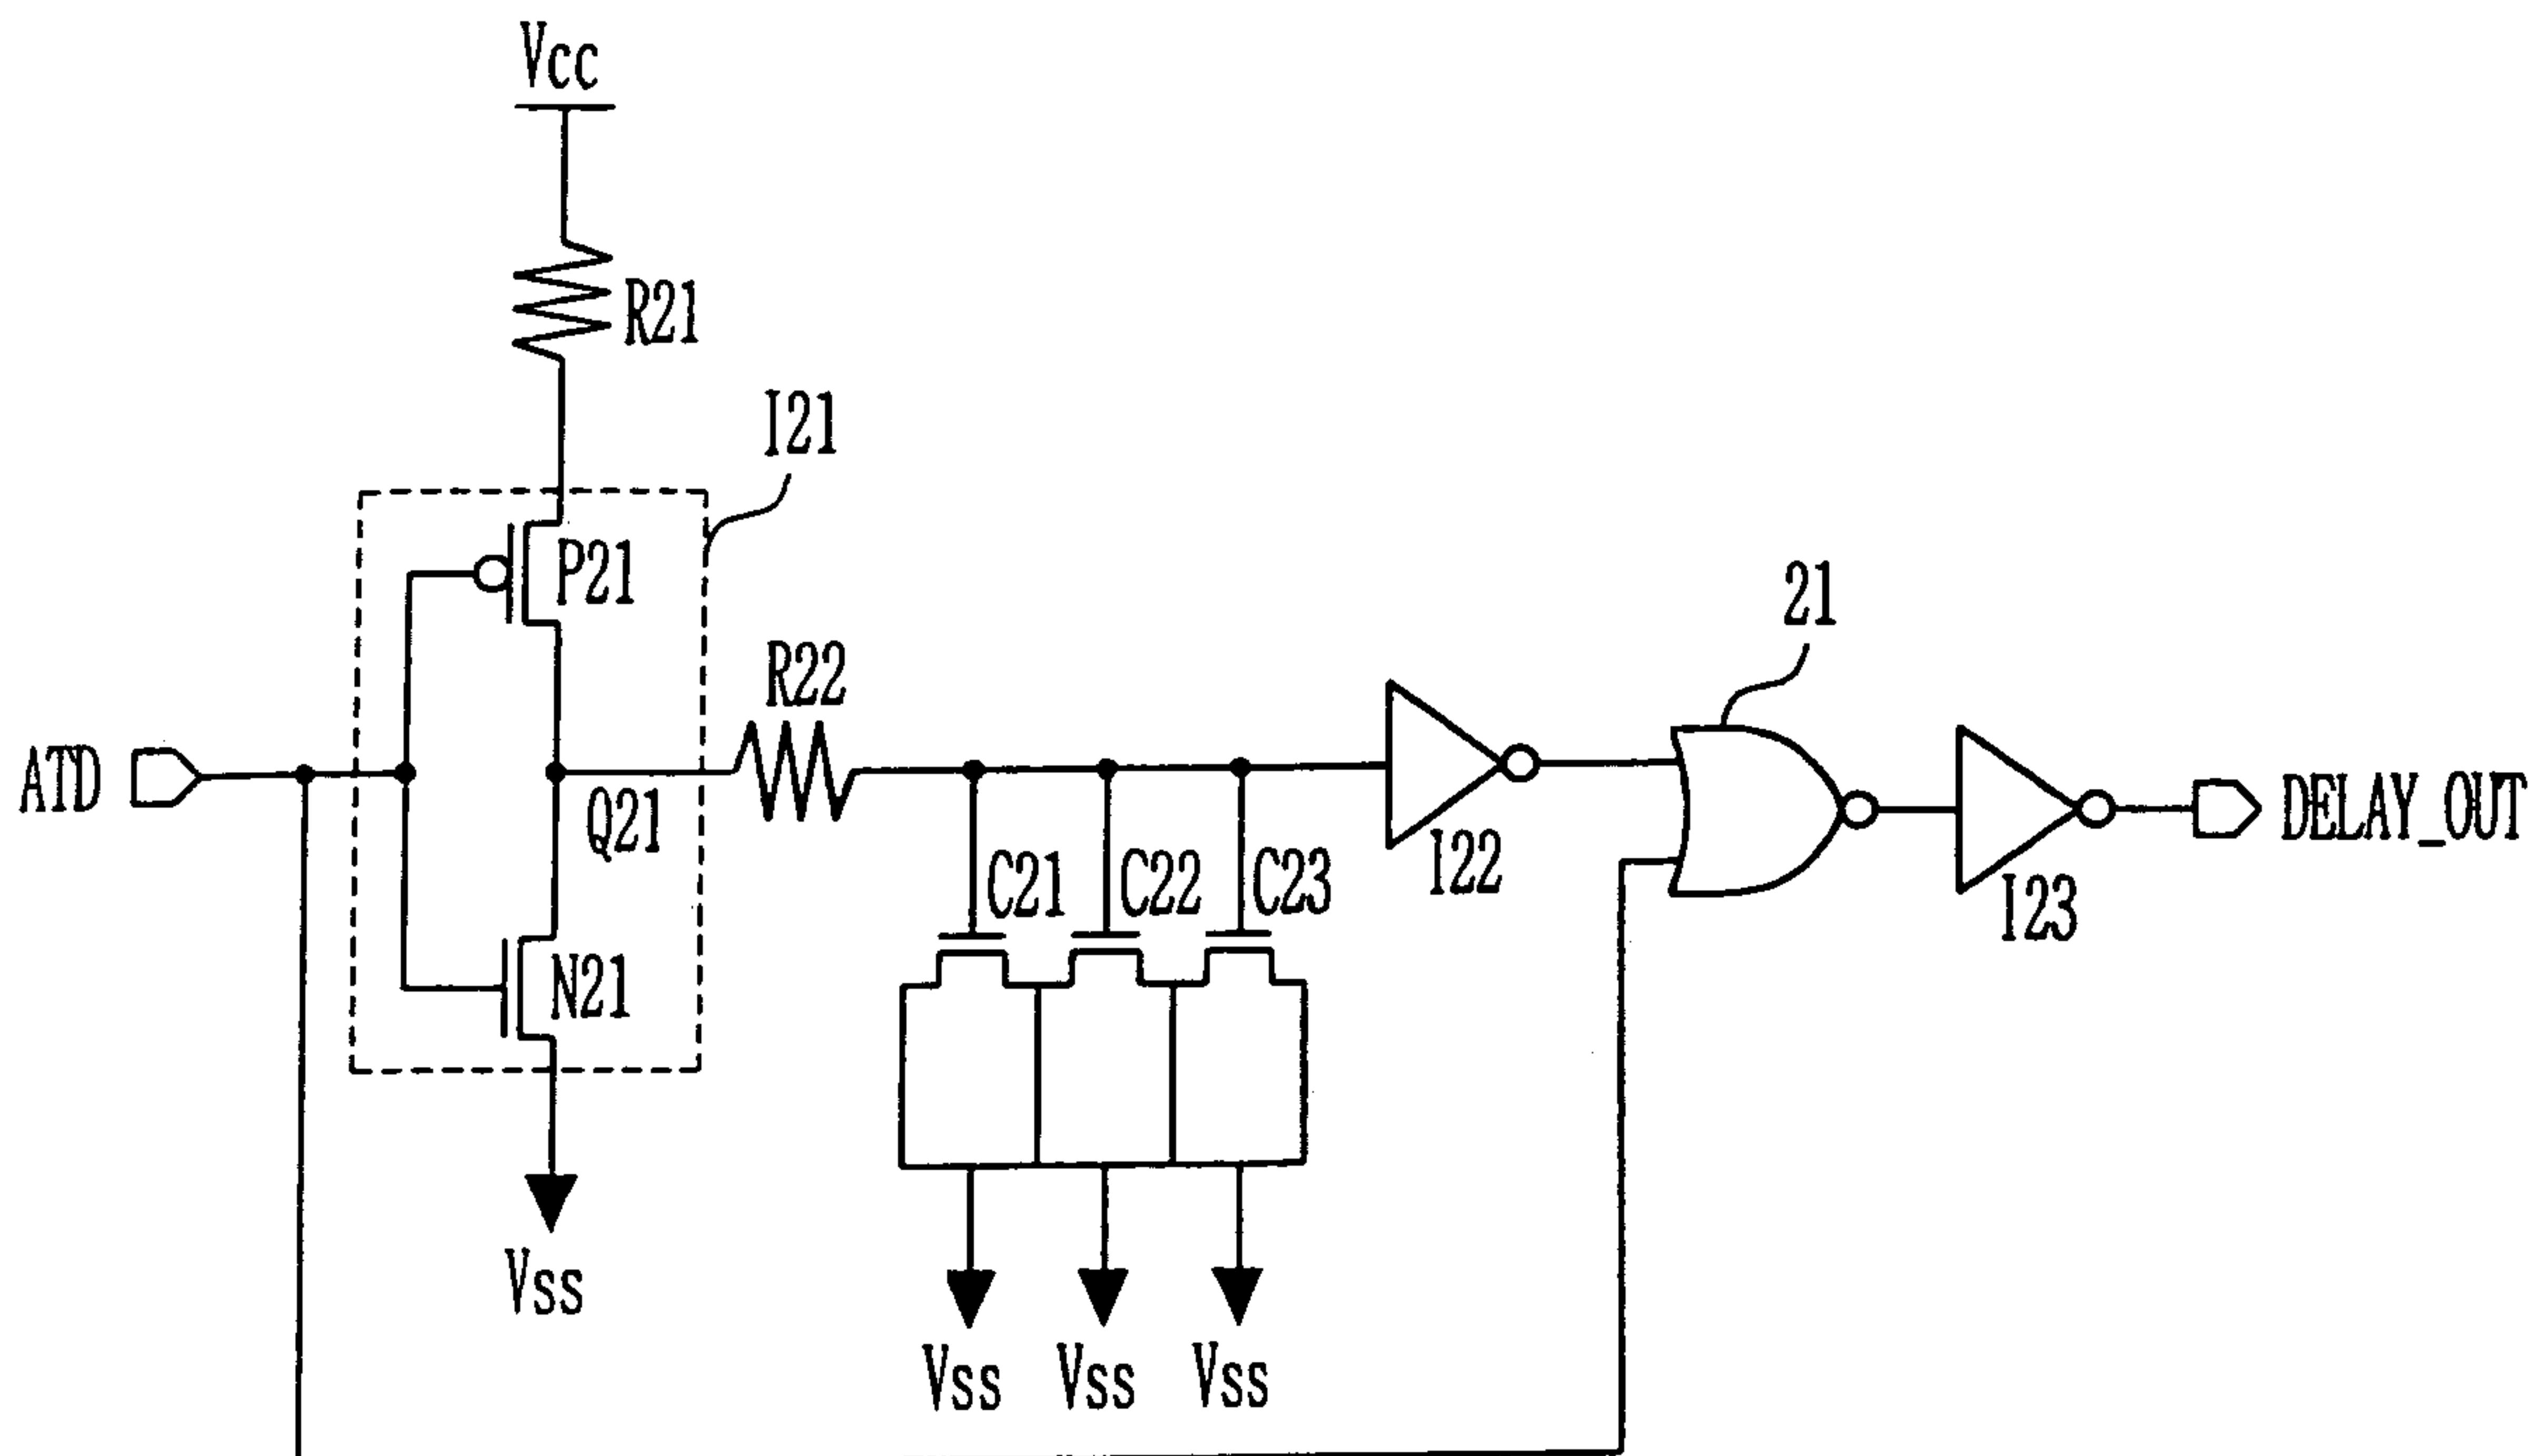 Vcc
R21
I21
P21
21
R22
ATD
Q21
DELAY_OUT
I22
C21
C22
C23
I23
N21
Vss
Vss
Vss
Vss